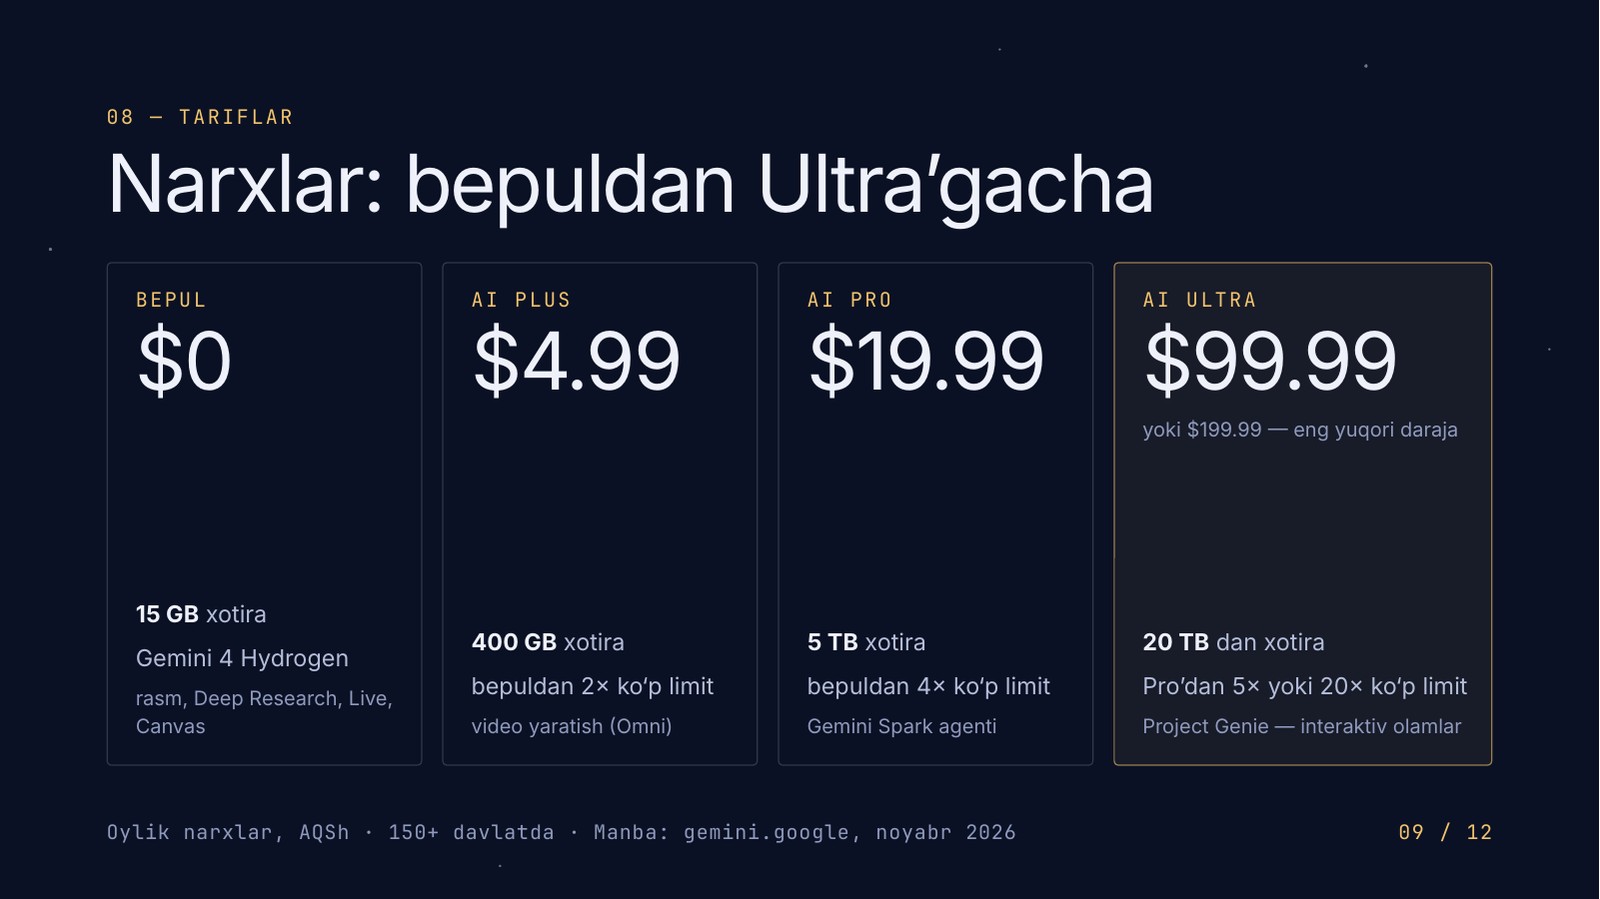 08 — TARIFLAR
Narxlar: bepuldan Ultra’gacha
BEPUL
$0
15 GB xotira
Gemini 4 Hydrogen
rasm, Deep Research, Live,
Canvas
AI PLUS
$4.99
400 GB xotira
bepuldan 2× ko‘p limit
video yaratish (Omni)
AI PRO
$19.99
5 TB xotira
bepuldan 4× ko‘p limit
Gemini Spark agenti
AI ULTRA
$99.99
yoki $199.99 — eng yuqori daraja
20 TB dan xotira
Pro’dan 5× yoki 20× ko‘p limit
Project Genie — interaktiv olamlar
Oylik narxlar, AQSh · 150+ davlatda · Manba: gemini.google, noyabr 2026
09 / 12